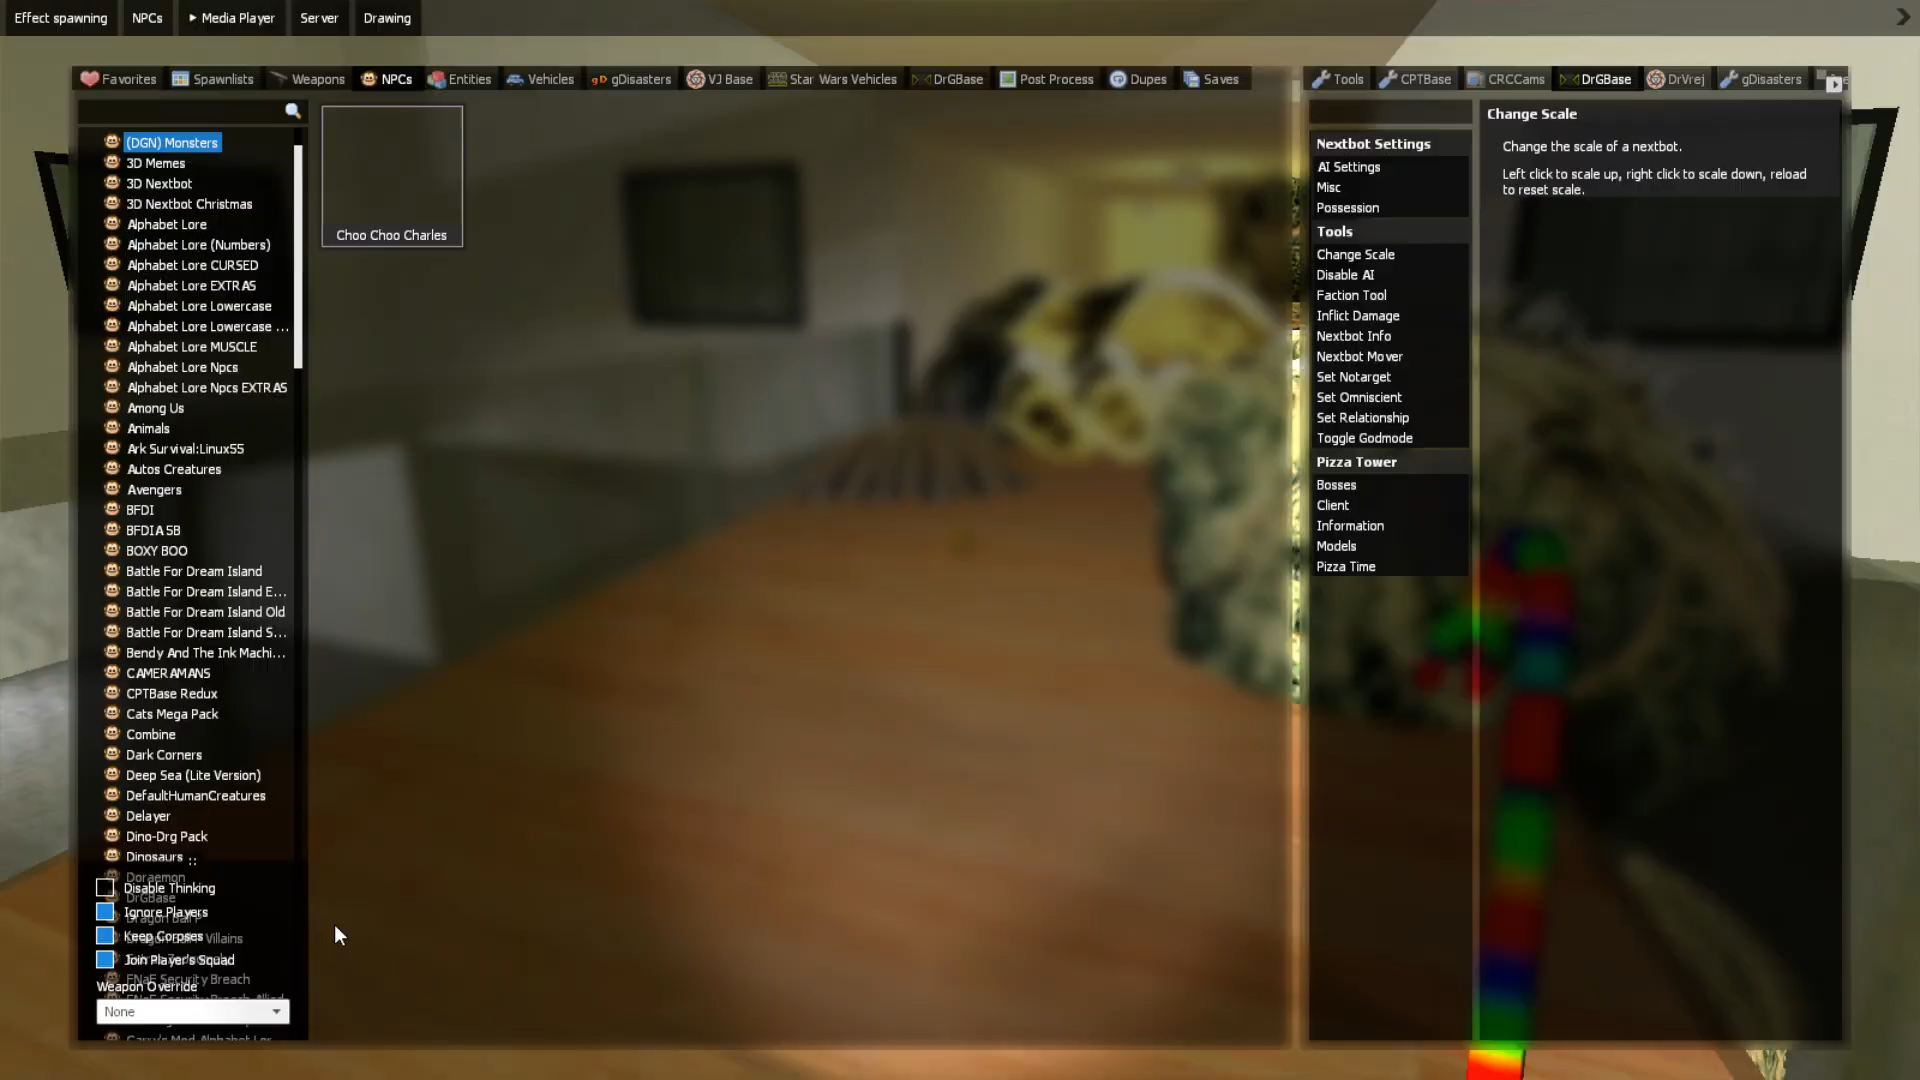 Effect spawning
NPCs
Media Player
Server
Drawing
Favorites
Spawnlists
Weapons
NPCs
Entities
Vehicles
gDisasters
VJ Base
Star Wars Vehicles
DrGBase
Post Process
Dupes
Saves
(DGN) Monsters
3D Memes
3D Nextbot
3D Nextbot Christmas
Alphabet Lore
Alphabet Lore (Numbers)
Alphabet Lore CURSED
Alphabet Lore EXTRAS
Alphabet Lore Lowercase
Alphabet Lore Lowercase ...
Alphabet Lore MUSCLE
Alphabet Lore Npcs
Alphabet Lore Npcs EXTRAS
Among Us
Animals
Ark Survival:Linux55
Autos Creatures
Avengers
BFDI
BFDIA 5B
BOXY BOO
Battle For Dream Island
Battle For Dream Island E...
Battle For Dream Island Old
Battle For Dream Island S...
Bendy And The Ink Machi...
CAMERAMANS
CPTBase Redux
Cats Mega Pack
Combine
Dark Corners
Deep Sea (Lite Version)
DefaultHumanCreatures
Delayer
Dino-Drg Pack
Dinosaurs
Doraemon
Disable Thinking
DrGBase
Ignore Players
Keep Corpses
Villains
Join Player's Squad
FNaF Security Breach
Weapon Override
None
Choo Choo Charles
Tools
CPTBase
CRCCams
DrGBase
DrVrej
gDisasters
Nextbot Settings
AI Settings
Misc
Possession
Tools
Change Scale
Disable AI
Faction Tool
Inflict Damage
Nextbot Info
Nextbot Mover
Set Notarget
Set Omniscient
Set Relationship
Toggle Godmode
Pizza Tower
Bosses
Client
Information
Models
Pizza Time
Change Scale
Change the scale of a nextbot.
Left click to scale up, right click to scale down, reload
to reset scale.